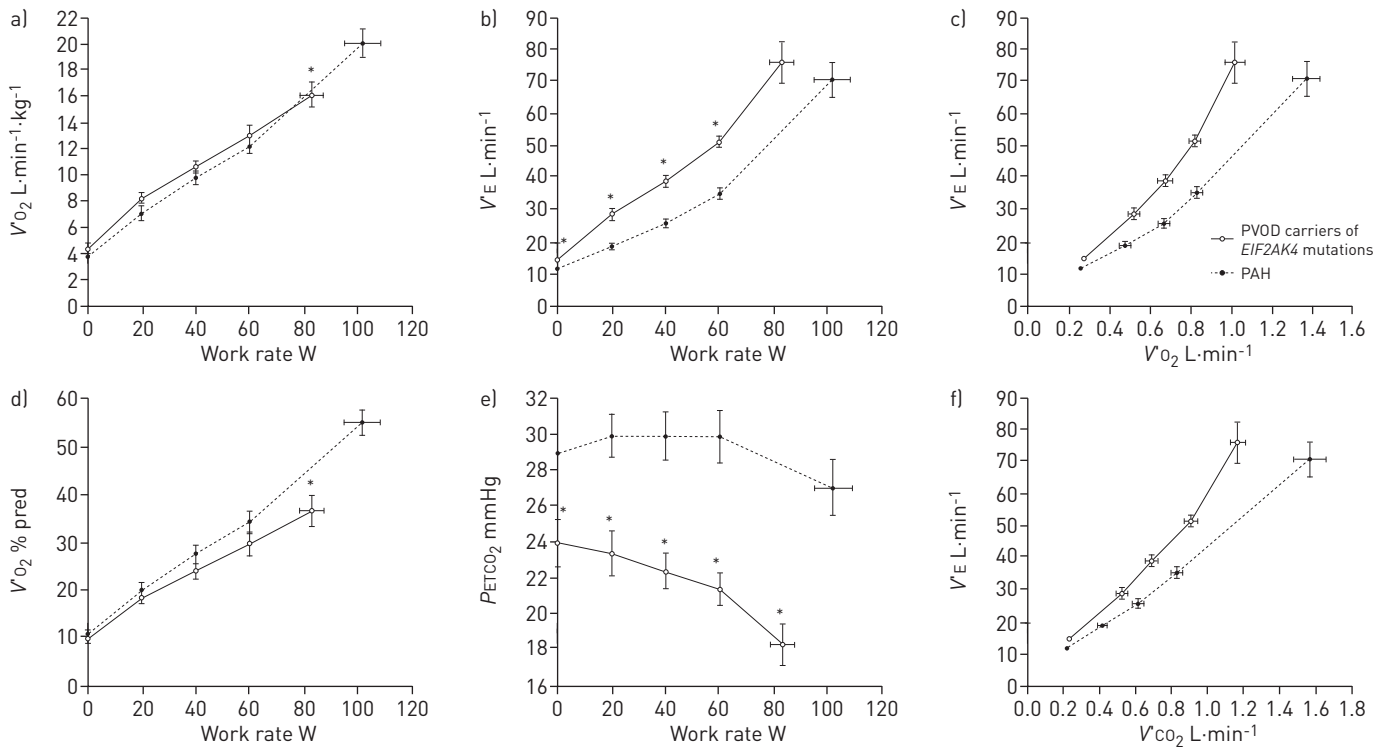 a)
22
20
18
16
14
12
10
8
6
4
2
0
V'O2 L·min-1·kg-1
*
0 20 40 60 80 100 120
Work rate W
b)
90
80
70
60
50
40
30
20
10
0
V'E L·min-1
* * * *
0 20 40 60 80 100 120
Work rate W
c)
90
80
70
60
50
40
30
20
10
0
V'E L·min-1
PVOD carriers of
EIF2AK4 mutations
PAH
0.0 0.2 0.4 0.6 0.8 1.0 1.2 1.4 1.6
V'O2 L·min-1
d)
60
50
40
30
20
10
0
V'O2 % pred
*
0 20 40 60 80 100 120
Work rate W
e)
32
30
28
26
24
22
20
18
16
PETCO2 mmHg
* * * * *
0 20 40 60 80 100 120
Work rate W
f)
90
80
70
60
50
40
30
20
10
0
V'E L·min-1
0.0 0.2 0.4 0.6 0.8 1.0 1.2 1.4 1.6 1.8
V'CO2 L·min-1